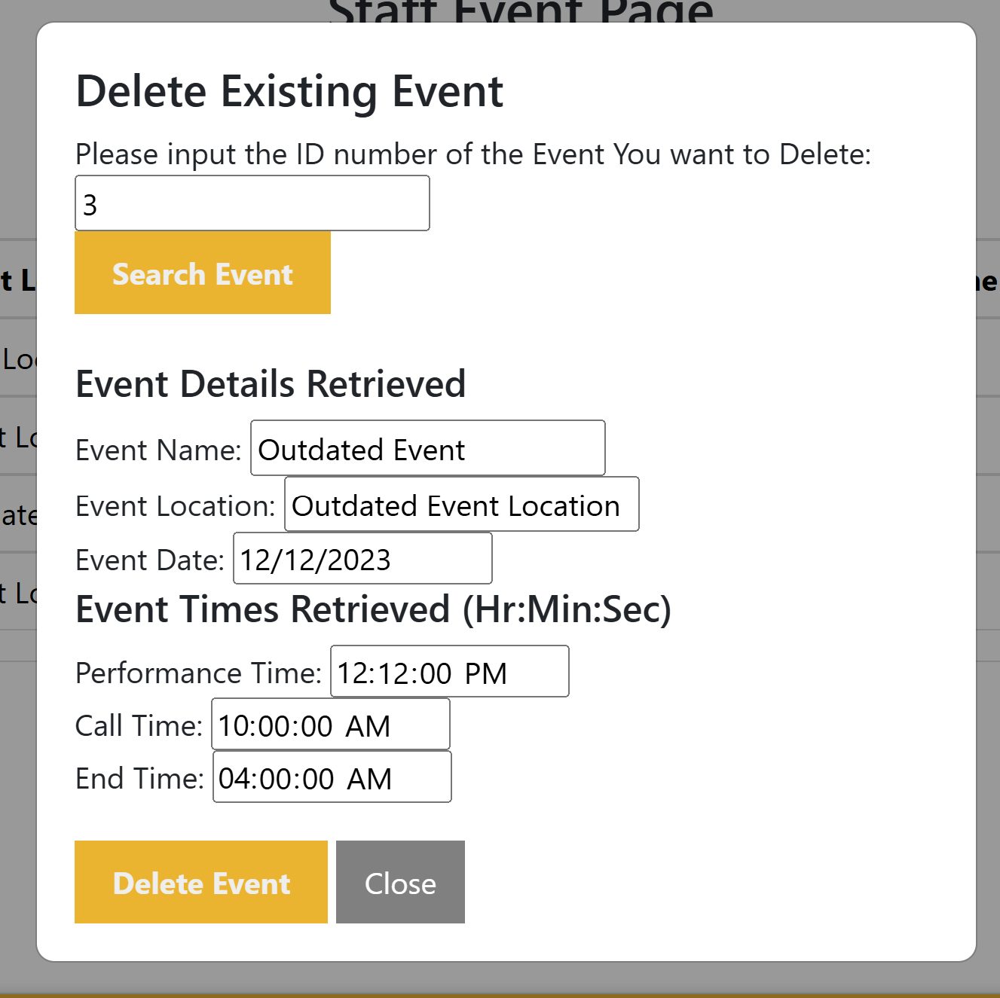 Staff Event Page
Delete Existing Event
Please input the ID number of the Event You want to Delete:
3
Search Event
Event Details Retrieved
Event Name: Outdated Event
Event Location: Outdated Event Location
Event Date: 12/12/2023
Event Times Retrieved (Hr:Min:Sec)
Performance Time: 12:12:00 PM
Call Time: 10:00:00 AM
End Time: 04:00:00 AM
Delete Event Close